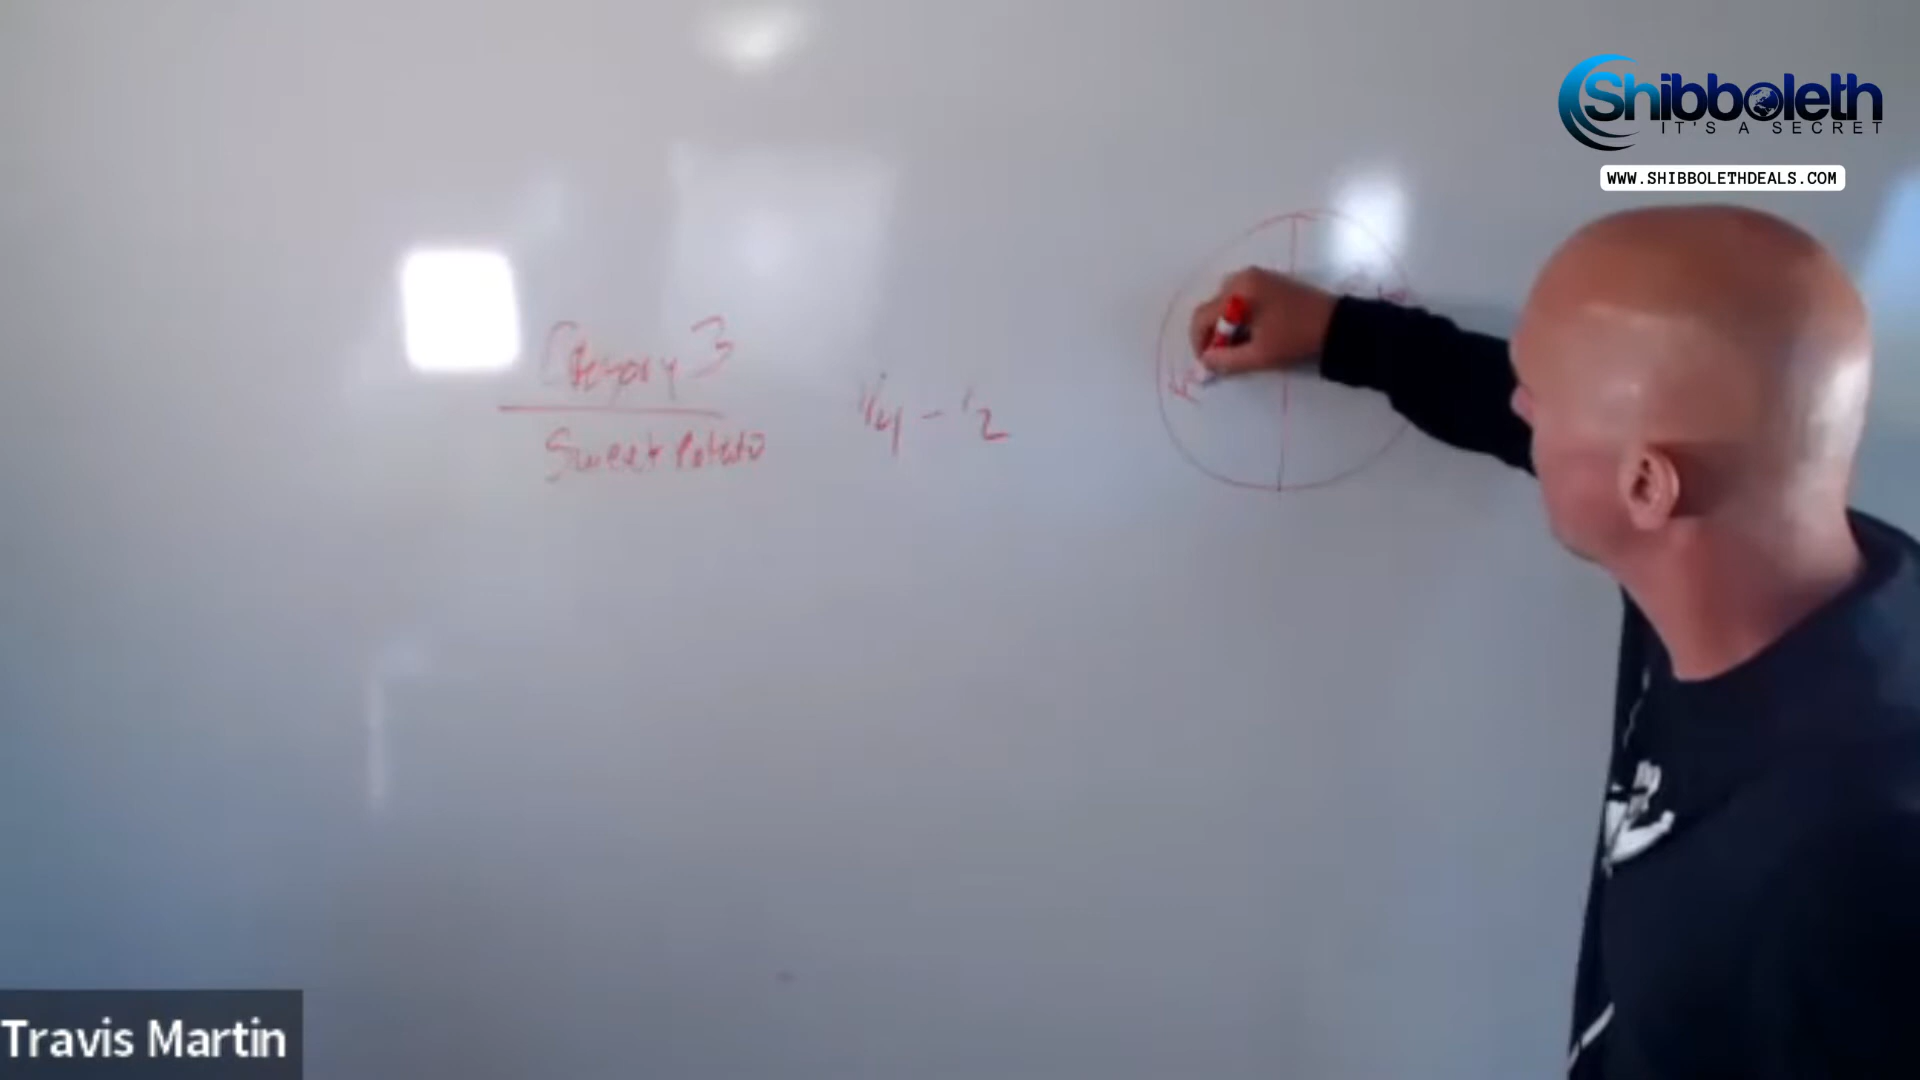 Shibboleth
IT'S A SECRET
WWW.SHIBBOLETHDEALS.COM
Category 3
Sweet Potato
1/4 - 1/2
Travis Martin